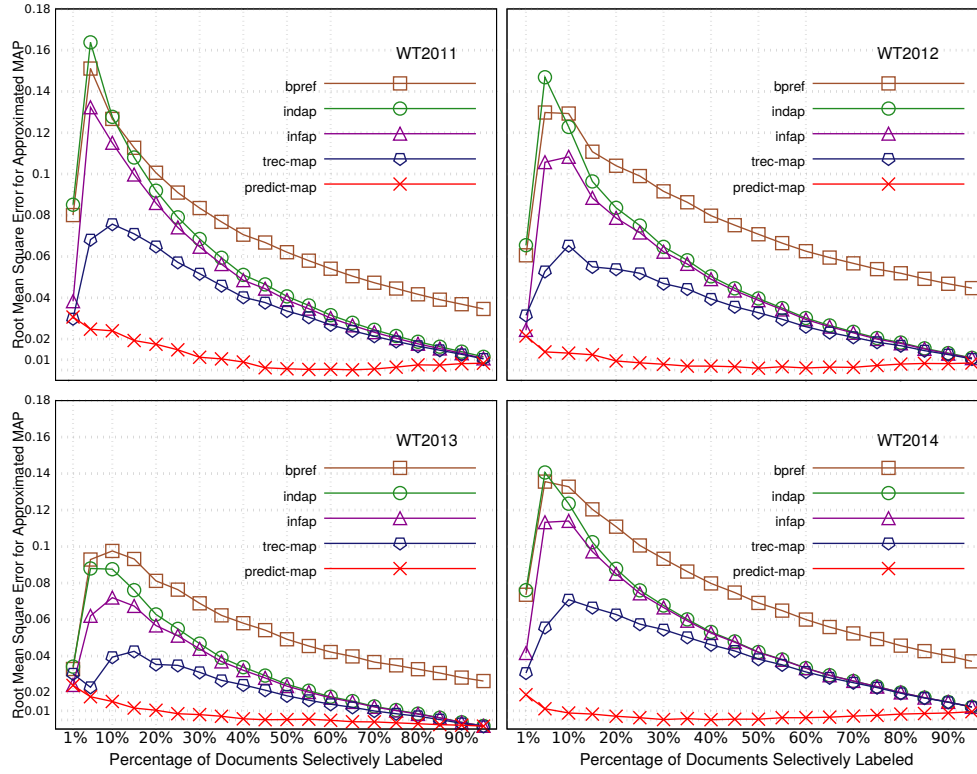 0.18
0.16
0.14
0.12
0.1
0.08
0.06
0.04
0.02
0.01
Root Mean Square Error for Approximated MAP
WT2011
bpref
indap
infap
trec-map
predict-map
WT2012
bpref
indap
infap
trec-map
predict-map
0.18
0.16
0.14
0.12
0.1
0.08
0.06
0.04
0.02
0.01
Root Mean Square Error for Approximated MAP
WT2013
bpref
indap
infap
trec-map
predict-map
1% 10% 20% 30% 40% 50% 60% 70% 80% 90%
Percentage of Documents Selectively Labeled
WT2014
bpref
indap
infap
trec-map
predict-map
1% 10% 20% 30% 40% 50% 60% 70% 80% 90%
Percentage of Documents Selectively Labeled